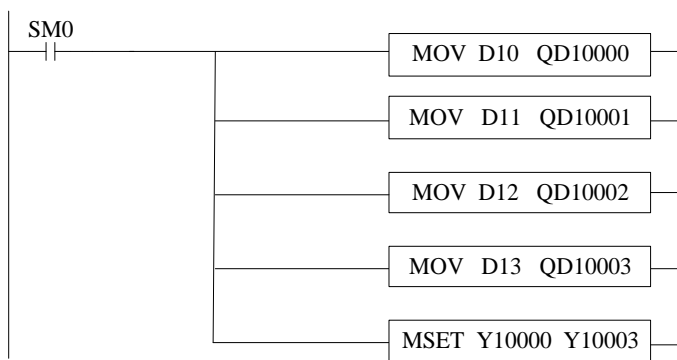 SM0
MOV D10 QD10000
MOV D11 QD10001
MOV D12 QD10002
MOV D13 QD10003
MSET Y10000 Y10003